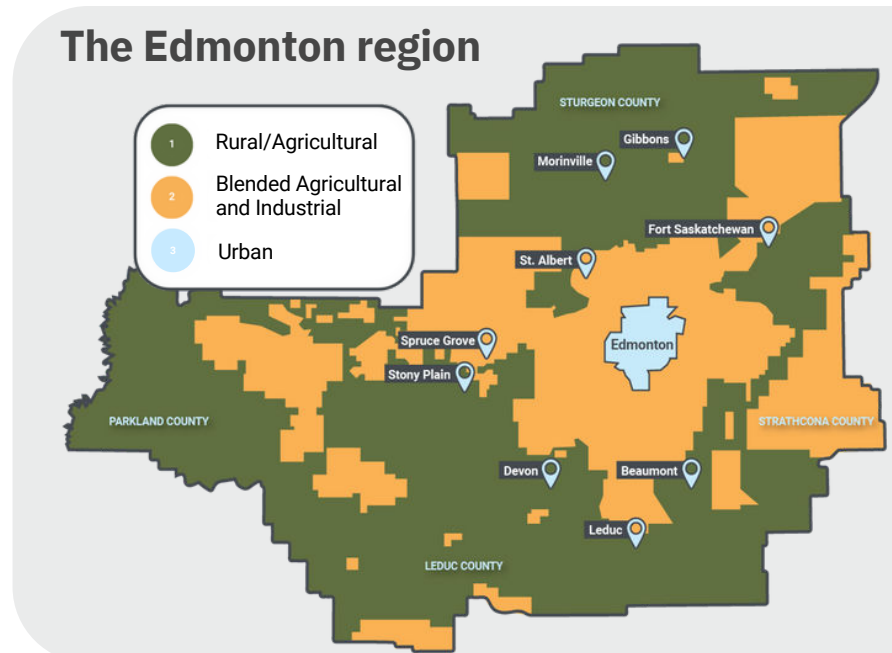 The Edmonton region
1
Rural/Agricultural
2
Blended Agricultural
and Industrial
3
Urban
STURGEON COUNTY
Gibbons
Morinville
Fort Saskatchewan
St. Albert
Spruce Grove
Edmonton
Stony Plain
PARKLAND COUNTY
STRATHCONA COUNTY
Devon
Beaumont
Leduc
LEDUC COUNTY